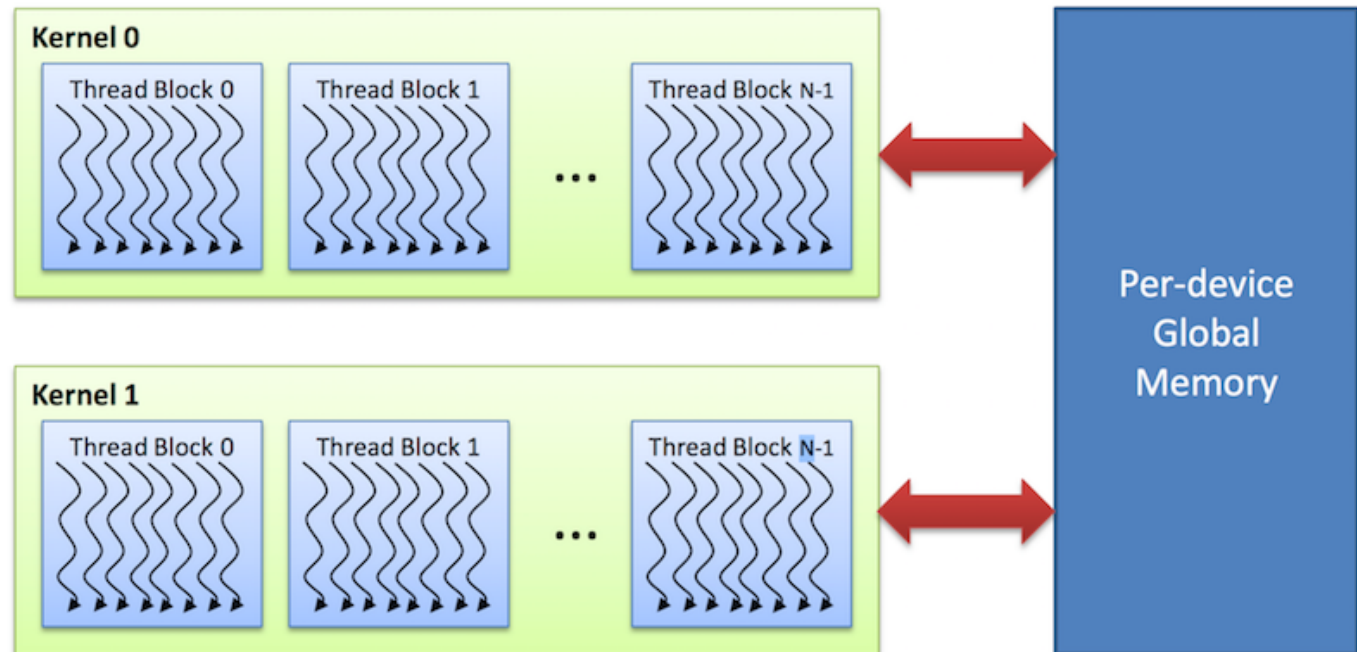 Kernel 0
Thread Block 0
Thread Block 1
...
Thread Block N-1
Kernel 1
Thread Block 0
Thread Block 1
...
Thread Block N-1
Per-device
Global
Memory